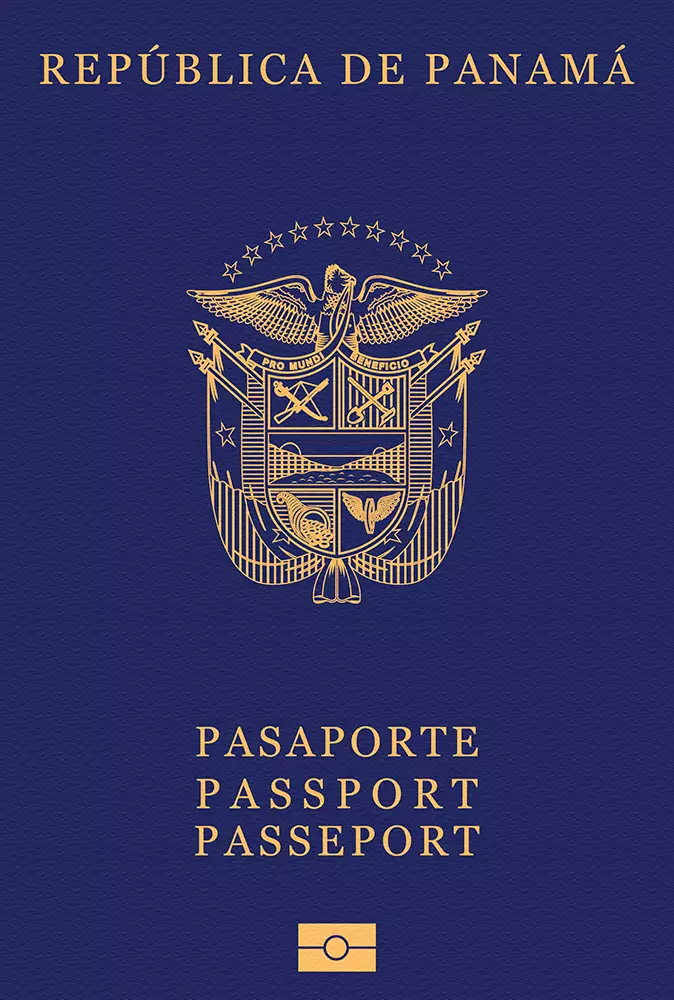 REPÚBLICA DE PANAMÁ
PRO MUNDI BENEFICIO
PASAPORTE
PASSPORT
PASSEPORT